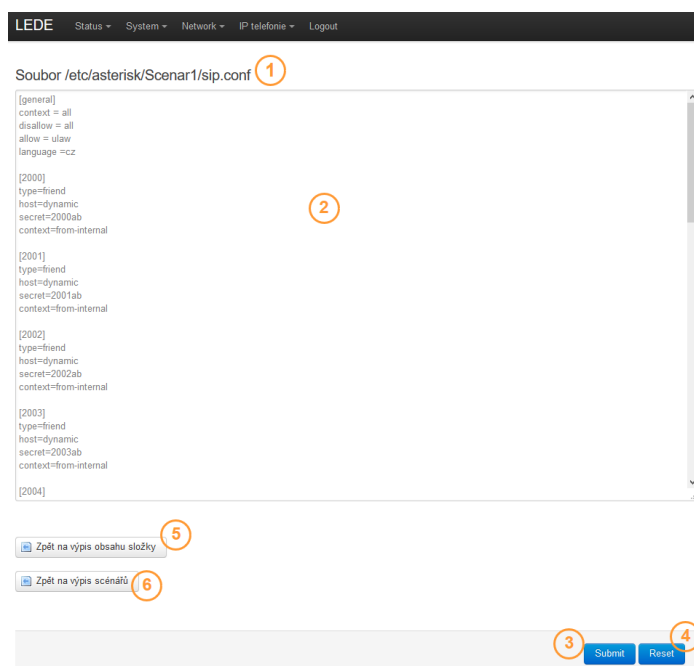 LEDE Status System Network IP telefonie Logout
Soubor /etc/asterisk/Scenar1/sip.conf 1
[general]
context = all
disallow = all
allow = ulaw
language =cz
[2000]
type=friend
host=dynamic
secret=2000ab
context=from-internal
2
[2001]
type=friend
host=dynamic
secret=2001ab
context=from-internal
[2002]
type=friend
host=dynamic
secret=2002ab
context=from-internal
[2003]
type=friend
host=dynamic
secret=2003ab
context=from-internal
[2004]
Zpět na výpis obsahu složky 5
Zpět na výpis scénářů 6
3 Submit Reset 4